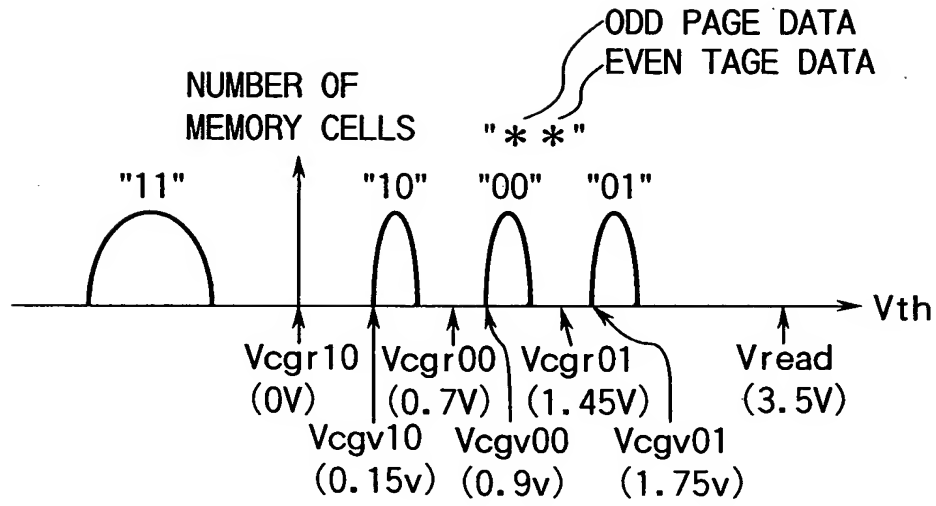 ODD PAGE DATA
EVEN TAGE DATA
NUMBER OF
MEMORY CELLS
"**"
"11" "10" "00" "01"
Vth
Vcgr10 Vcgr00 Vcgr01 Vread
(0V) (0.7V) (1.45V) (3.5V)
Vcgv10 Vcgv00 Vcgv01
(0.15v) (0.9v) (1.75v)